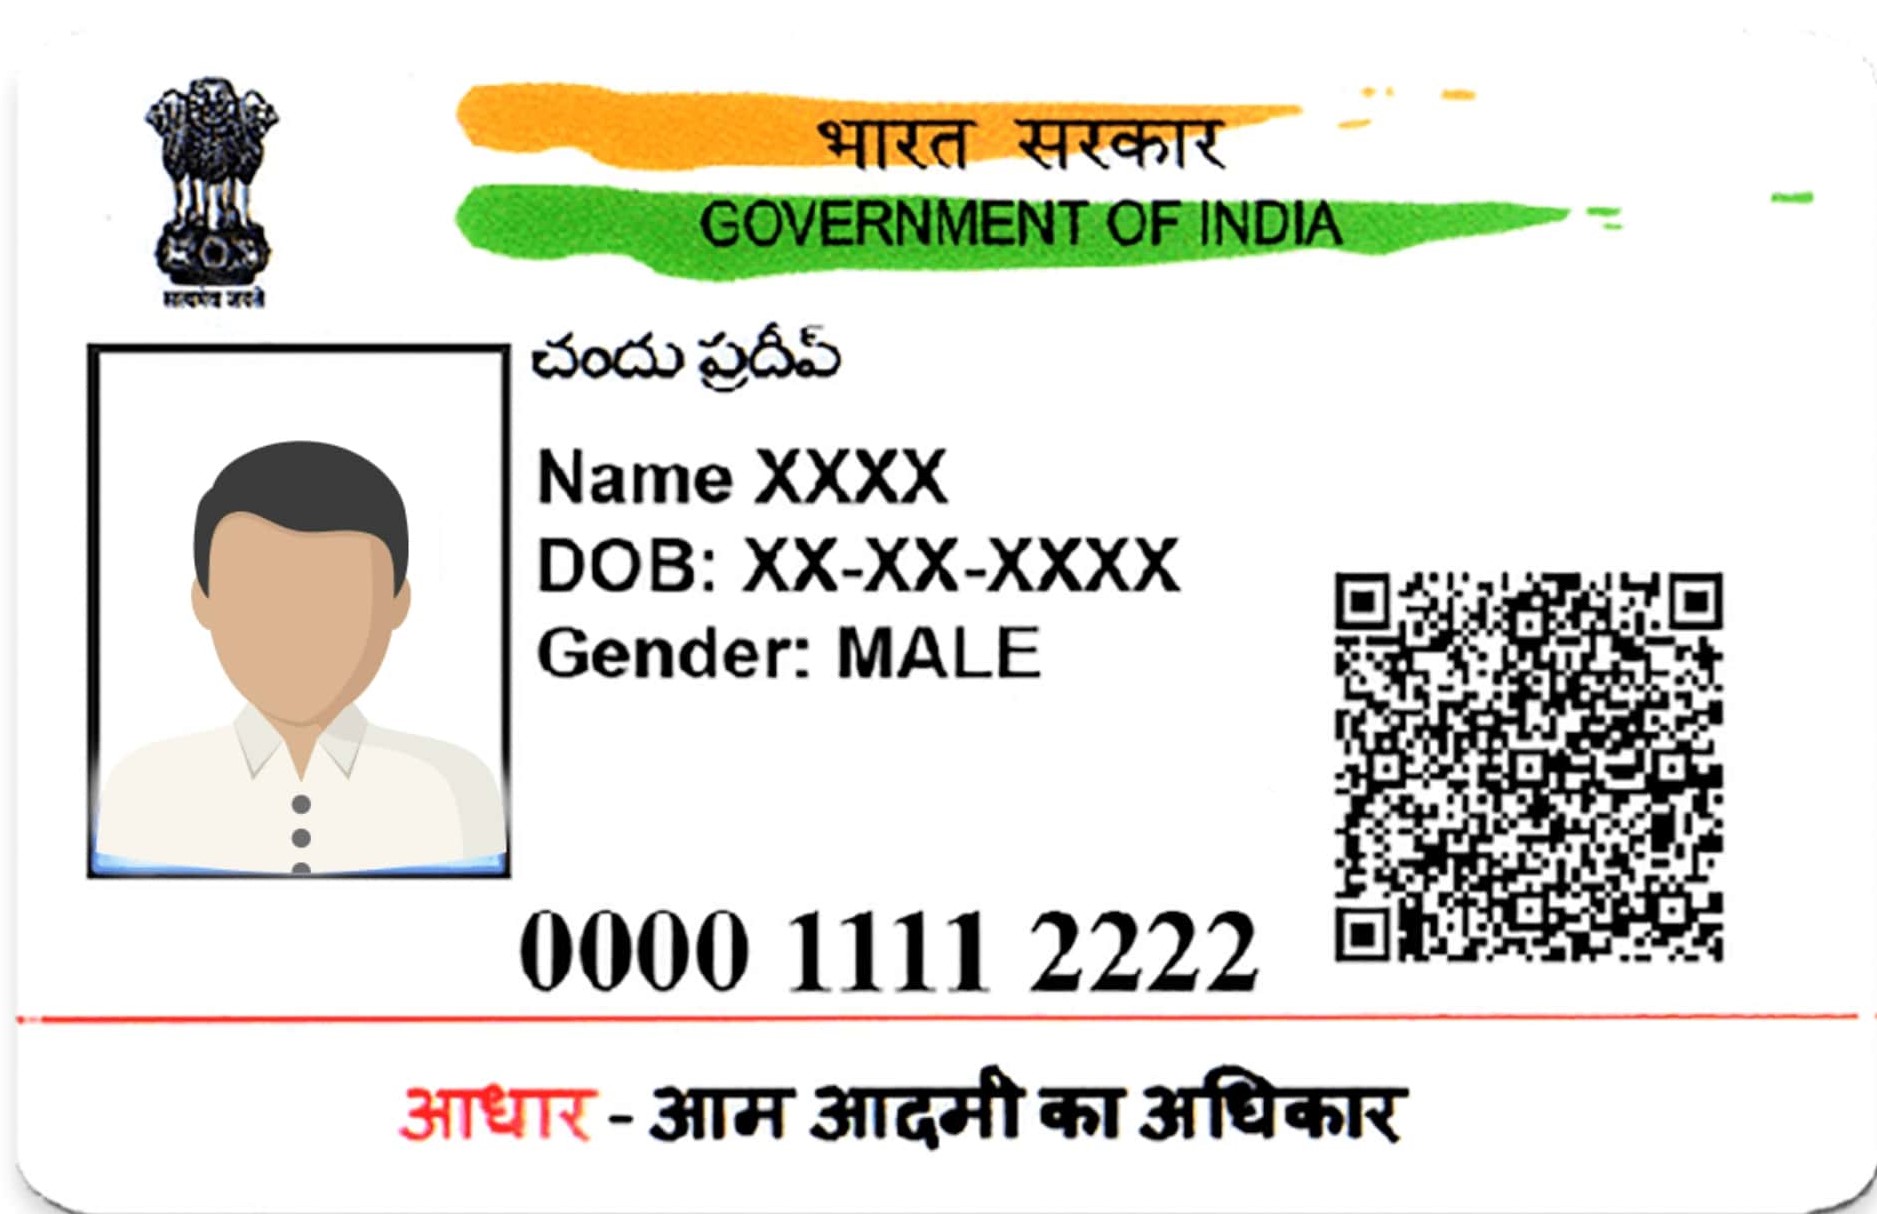 भारत सरकार
GOVERNMENT OF INDIA
सत्यमेव जयते
చందు ప్రదీప్
Name XXXX
DOB: XX-XX-XXXX
Gender: MALE
0000 1111 2222
आधार - आम आदमी का अधिकार